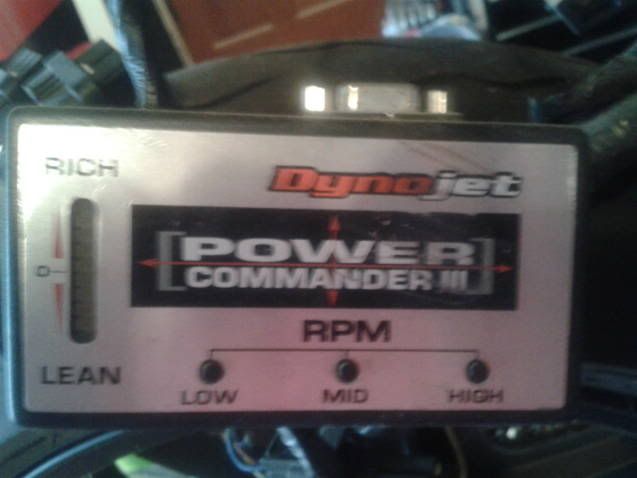 RICH
Dynojet
POWER
COMMANDER III
0
RPM
LEAN
LOW MID HIGH